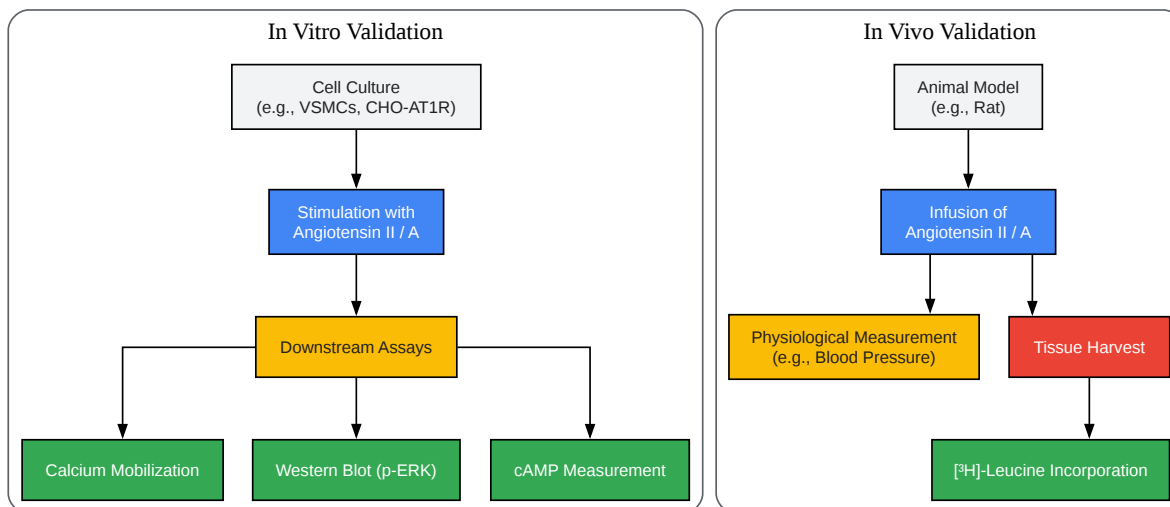 In Vitro Validation
Cell Culture
(e.g., VSMCs, CHO-AT1R)
Stimulation with
Angiotensin II / A
Downstream Assays
Calcium Mobilization
Western Blot (p-ERK)
cAMP Measurement
In Vivo Validation
Animal Model
(e.g., Rat)
Infusion of
Angiotensin II / A
Physiological Measurement
(e.g., Blood Pressure)
Tissue Harvest
[³H]-Leucine Incorporation